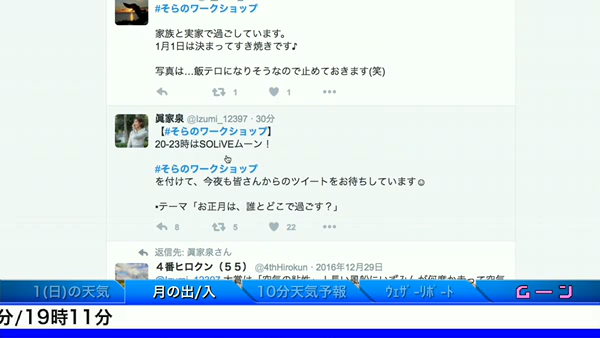 #そらのワークショップ
家族と実家で過ごしています。
1月1日は決まってすき焼きです♪
写真は…飯テロになりそうなので止めておきます(笑)
1 1
眞家泉 @Izumi_12397・30分
【#そらのワークショップ】
20-23時はSOLiVEムーン！
#そらのワークショップ
を付けて、今夜も皆さんからのツイートをお待ちしています☺
▪テーマ「お正月は、誰とどこで過ごす？」
8 5 22
返信先: 眞家泉さん
４番ヒロクン（５５） @4thHirokun・2016年12月29日
1(日)の天気 月の出/入 10分天気予報 ｳｪｻﾞｰﾘﾎﾟｰﾄ
分/19時11分